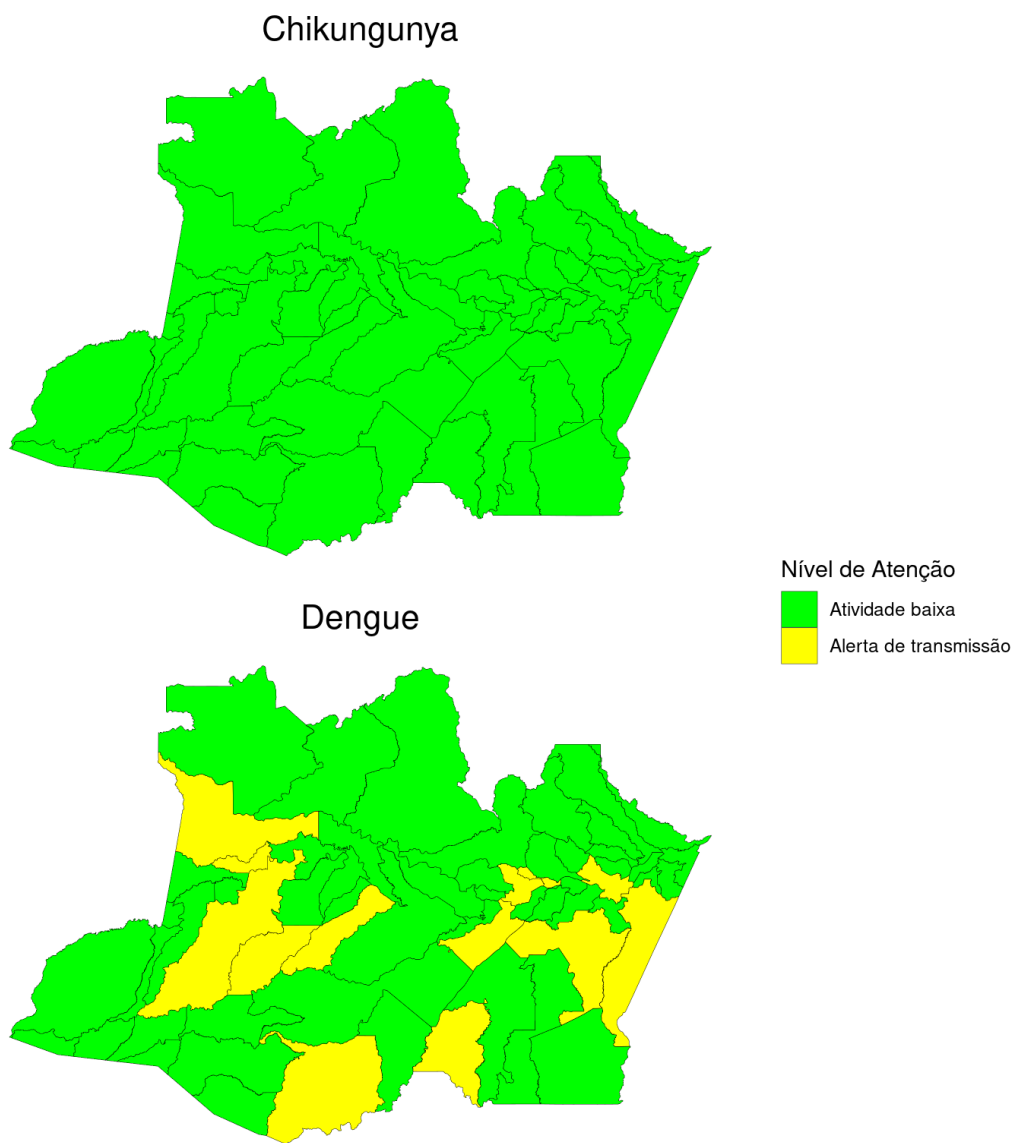 Chikungunya
Nível de Atenção
Atividade baixa
Alerta de transmissão
Dengue